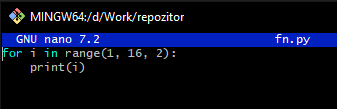 MINGW64:/d/Work/repozitor
GNU nano 7.2 fn.py
for i in range(1, 16, 2):
    print(i)